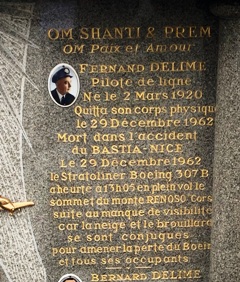 OM SHANTI & PREM
OM Paix et Amour
FERNAND DELIME
Pilote de ligne
Né le 2 Mars 1920
Quitta son corps physique
le 29 Décembre 1962
Mort dans l'accident
du BASTIA-NICE
Le 29 Décembre 1962
le Stratoliner Boeing 307 B
a heurté à 13h05 en plein vol le
sommet du monte RENOSO Cors
suite au manque de visibilité
car la neige et le brouillard
se sont conjugués
pour amener la perte du Boein
et tous ses occupants
BERNARD DELIME